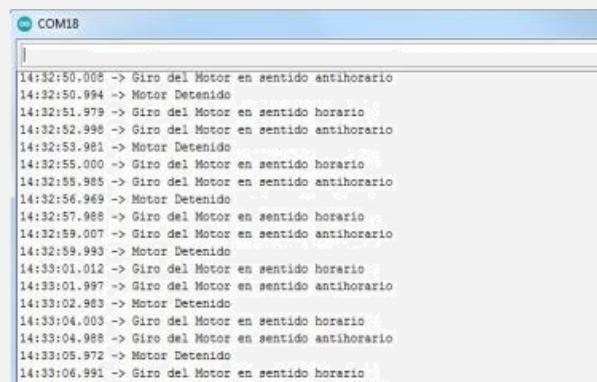 COM18
14:32:50.008 -> Giro del Motor en sentido antihorario
14:32:50.994 -> Motor Detenido
14:32:51.979 -> Giro del Motor en sentido horario
14:32:52.998 -> Giro del Motor en sentido antihorario
14:32:53.981 -> Motor Detenido
14:32:55.000 -> Giro del Motor en sentido horario
14:32:55.985 -> Giro del Motor en sentido antihorario
14:32:56.969 -> Motor Detenido
14:32:57.988 -> Giro del Motor en sentido horario
14:32:59.007 -> Giro del Motor en sentido antihorario
14:32:59.993 -> Motor Detenido
14:33:01.012 -> Giro del Motor en sentido horario
14:33:01.997 -> Giro del Motor en sentido antihorario
14:33:02.983 -> Motor Detenido
14:33:04.003 -> Giro del Motor en sentido horario
14:33:04.988 -> Giro del Motor en sentido antihorario
14:33:05.972 -> Motor Detenido
14:33:06.991 -> Giro del Motor en sentido horario